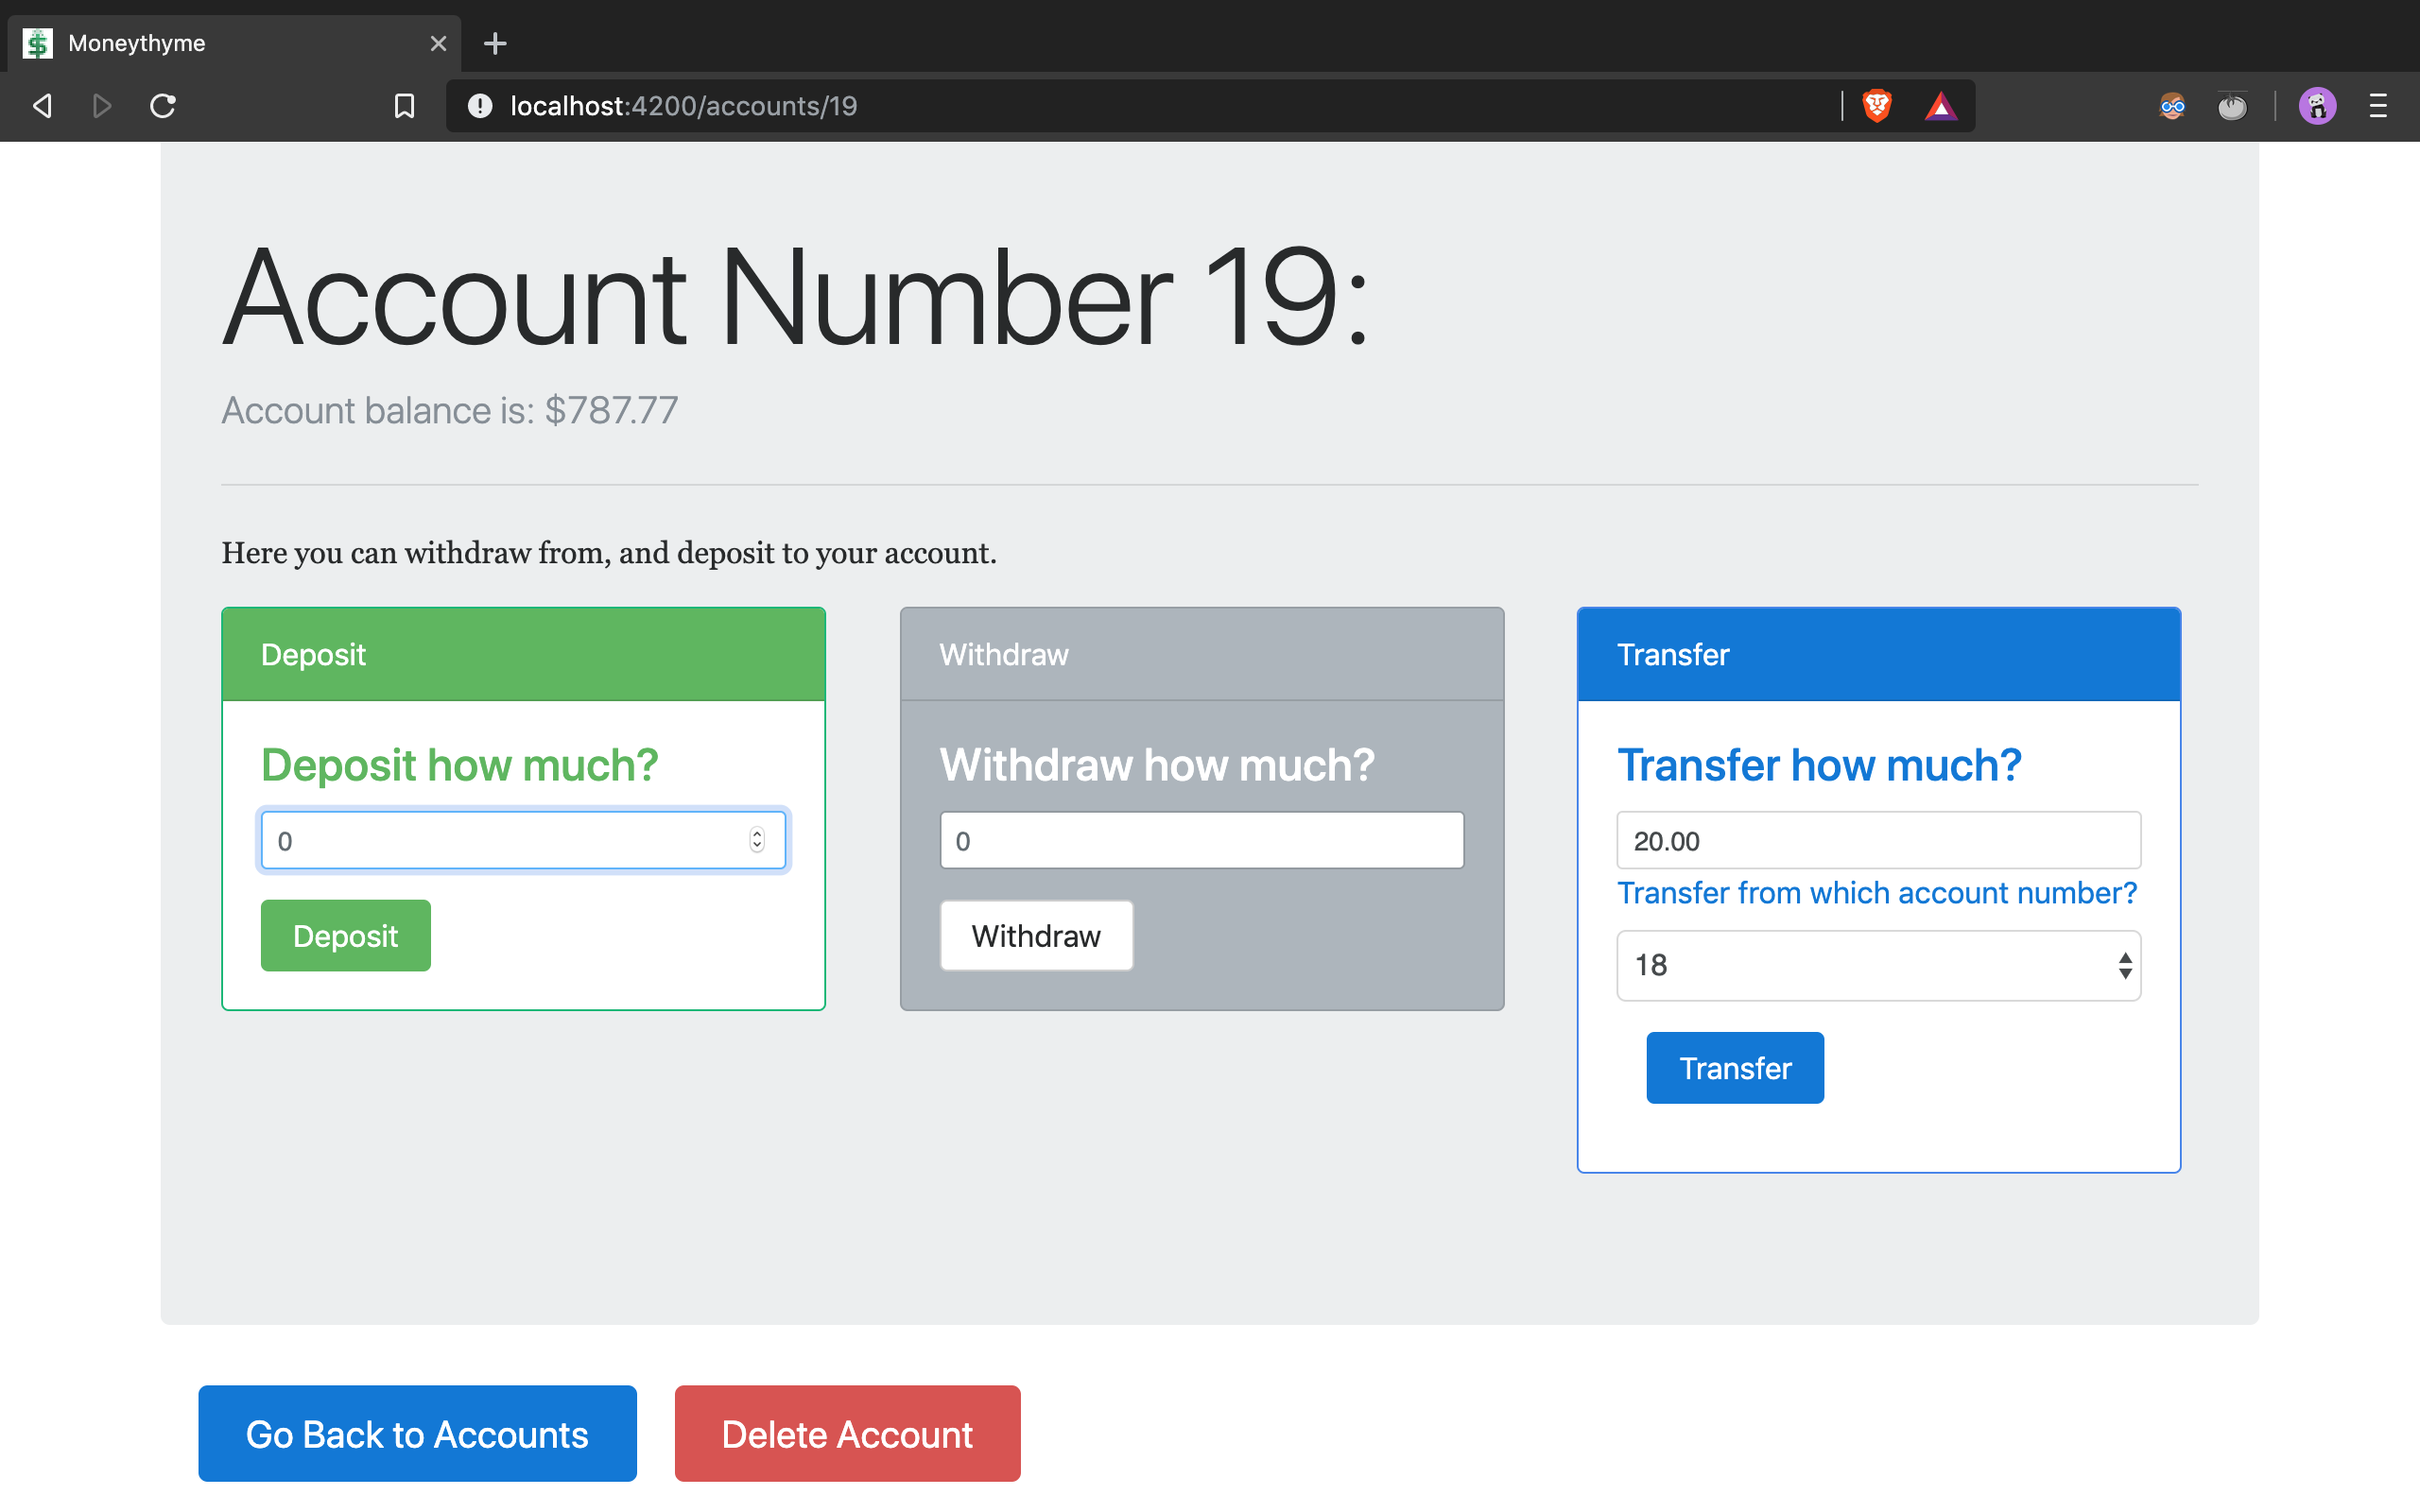 Moneythyme
localhost:4200/accounts/19
Account Number 19:
Account balance is: $787.77
Here you can withdraw from, and deposit to your account.
Deposit
Deposit how much?
0
Deposit
Withdraw
Withdraw how much?
0
Withdraw
Transfer
Transfer how much?
20.00
Transfer from which account number?
18
Transfer
Go Back to Accounts
Delete Account